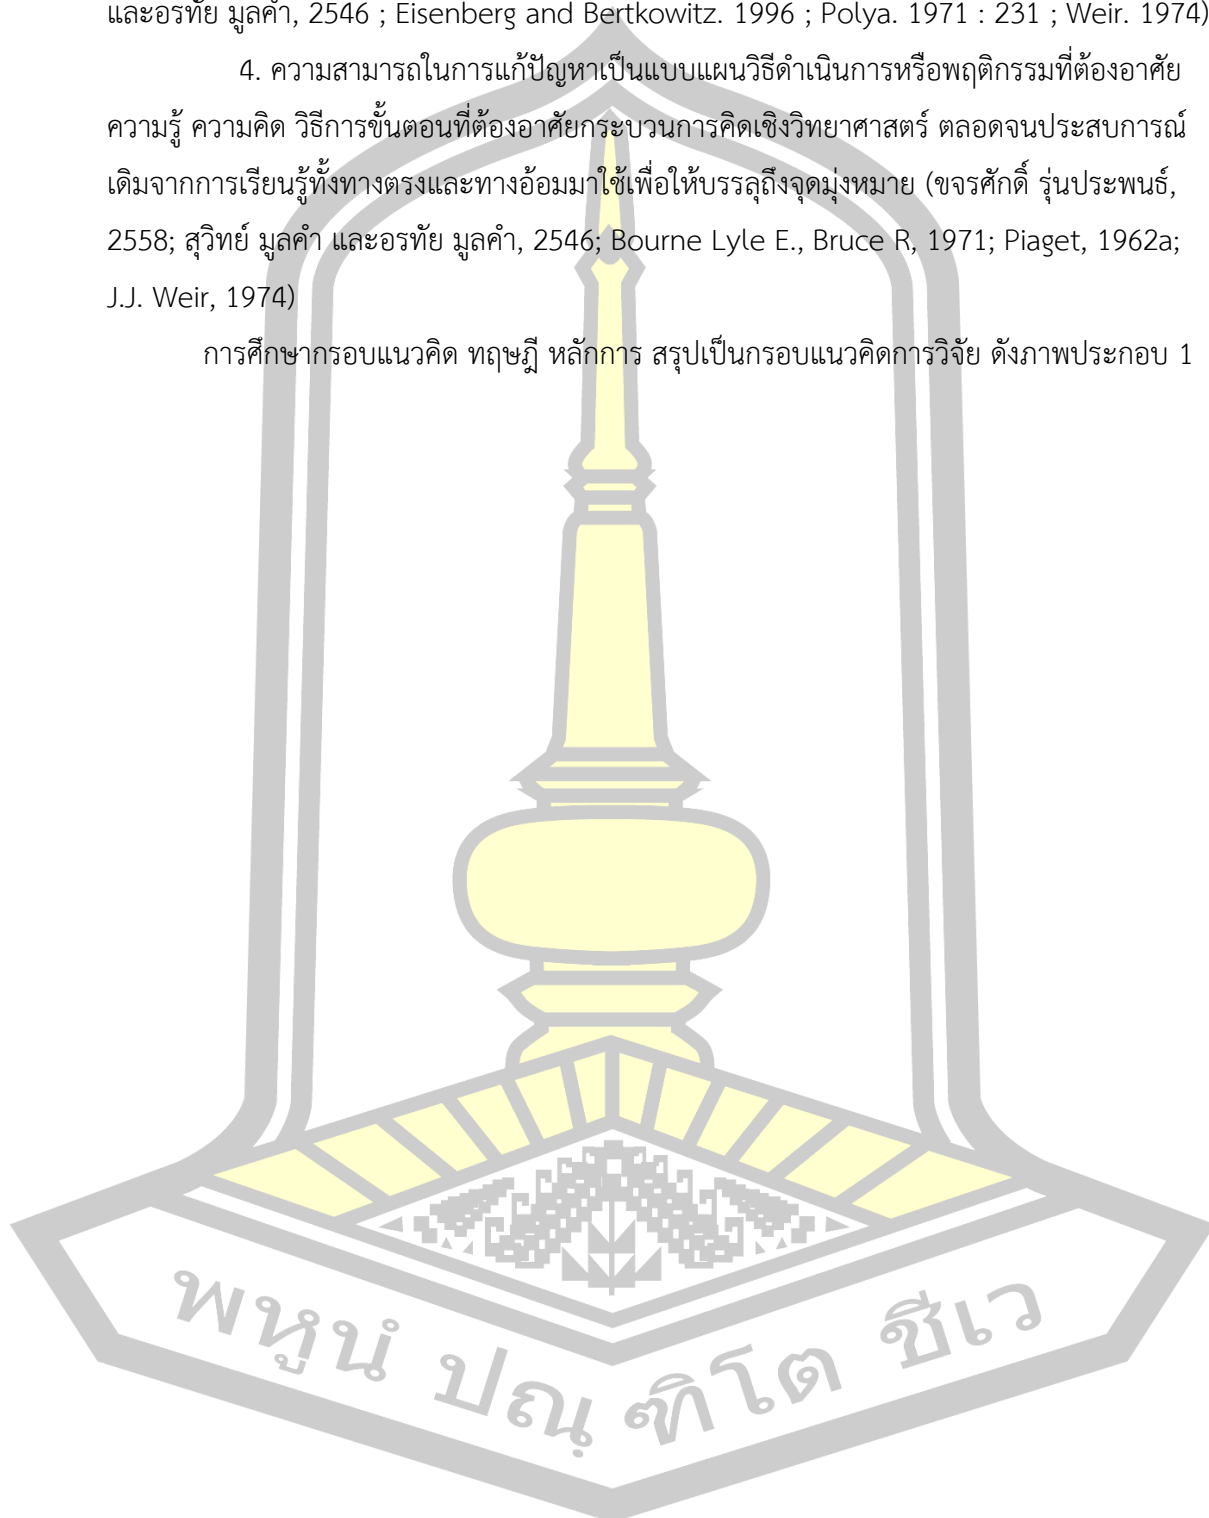 และอรทัย มูลคำ, 2546 ; Eisenberg and Bertkowitz. 1996 ; Polya. 1971 : 231 ; Weir. 1974)
4. ความสามารถในการแก้ปัญหาเป็นแบบแผนวิธีดำเนินการหรือพฤติกรรมที่ต้องอาศัย
ความรู้ ความคิด วิธีการขั้นตอนที่ต้องอาศัยกระบวนการคิดเชิงวิทยาศาสตร์ ตลอดจนประสบการณ์
เดิมจากการเรียนรู้ทั้งทางตรงและทางอ้อมมาใช้เพื่อให้บรรลุถึงจุดมุ่งหมาย (ขจรศักดิ์ รุ่นประพนธ์,
2558; สุวิทย์ มูลคำ และอรทัย มูลคำ, 2546; Bourne Lyle E., Bruce R, 1971; Piaget, 1962a;
J.J. Weir, 1974)
การศึกษากรอบแนวคิด ทฤษฎี หลักการ สรุปเป็นกรอบแนวคิดการวิจัย ดังภาพประกอบ 1
พหูนํ ปณฺฑิโต ชีเว